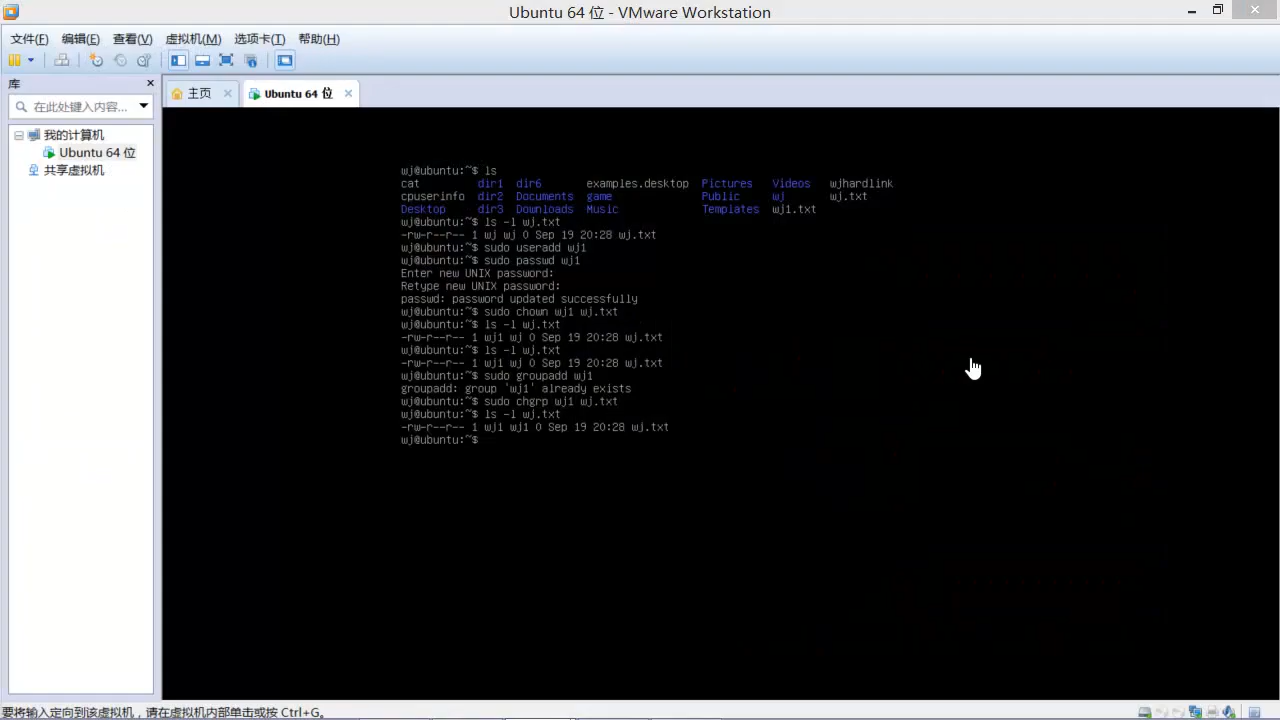 Ubuntu 64 位 - VMware Workstation
文件(F) 编辑(E) 查看(V) 虚拟机(M) 选项卡(T) 帮助(H)
库
在此处键入内容...
我的计算机
Ubuntu 64 位
共享虚拟机
主页 Ubuntu 64 位
wj@ubuntu:~$ ls
cat dir1 dir6 examples.desktop Pictures Videos wjhardlink
cpuserinfo dir2 Documents game Public wj wj.txt
Desktop dir3 Downloads Music Templates wj1.txt
wj@ubuntu:~$ ls -l wj.txt
-rw-r--r-- 1 wj wj 0 Sep 19 20:28 wj.txt
wj@ubuntu:~$ sudo useradd wj1
wj@ubuntu:~$ sudo passwd wj1
Enter new UNIX password:
Retype new UNIX password:
passwd: password updated successfully
wj@ubuntu:~$ sudo chown wj1 wj.txt
wj@ubuntu:~$ ls -l wj.txt
-rw-r--r-- 1 wj1 wj 0 Sep 19 20:28 wj.txt
wj@ubuntu:~$ ls -l wj.txt
-rw-r--r-- 1 wj1 wj 0 Sep 19 20:28 wj.txt
wj@ubuntu:~$ sudo groupadd wj1
groupadd: group 'wj1' already exists
wj@ubuntu:~$ sudo chgrp wj1 wj.txt
wj@ubuntu:~$ ls -l wj.txt
-rw-r--r-- 1 wj1 wj1 0 Sep 19 20:28 wj.txt
wj@ubuntu:~$
要将输入定向到该虚拟机，请在虚拟机内部单击或按 Ctrl+G。